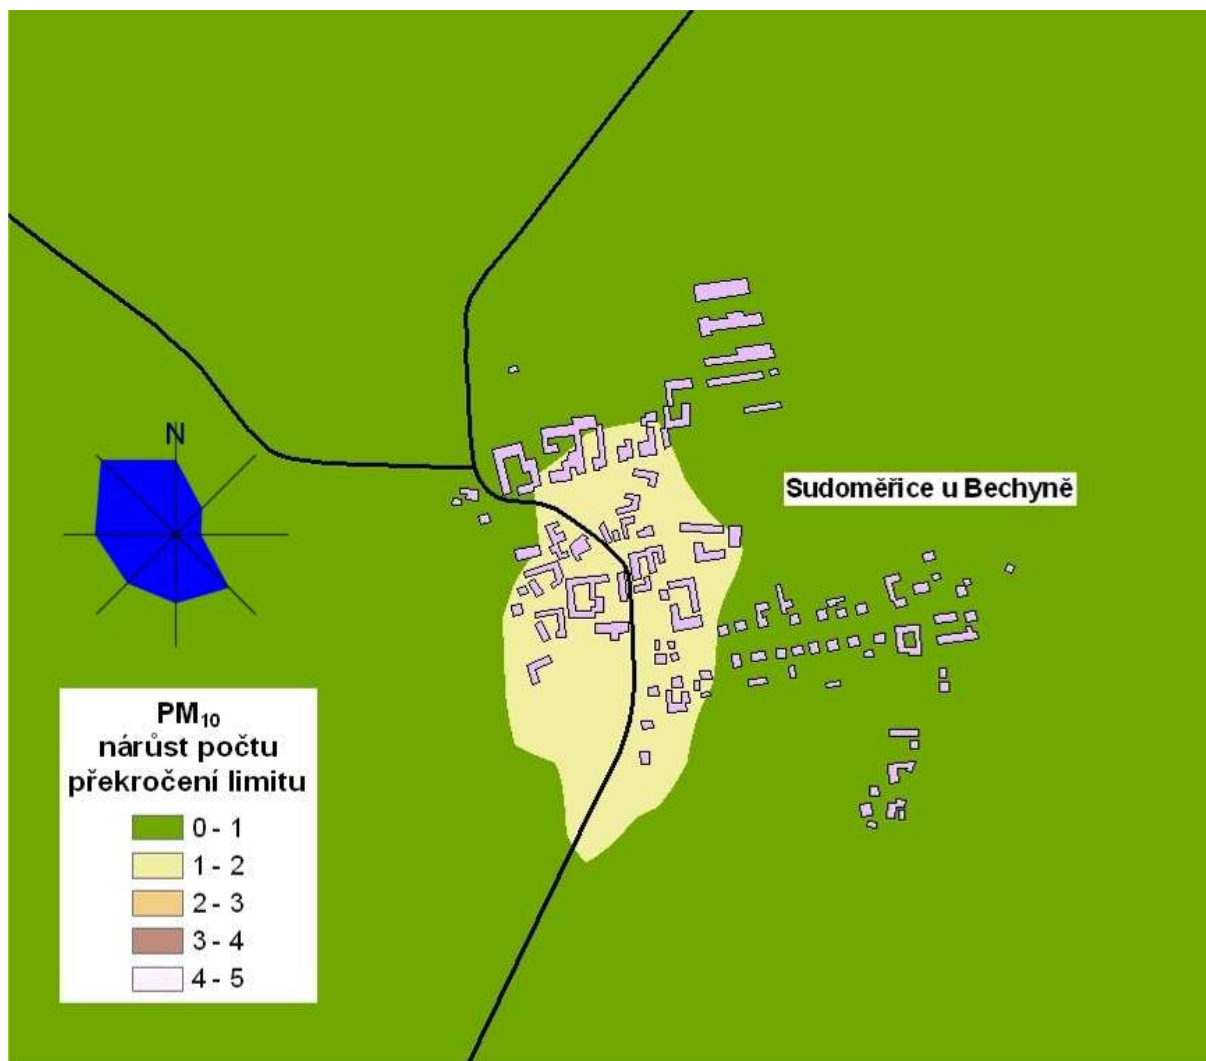 N
Sudoměřice u Bechyně
PM₁₀
nárůst počtu
překročení limitu
0 - 1
1 - 2
2 - 3
3 - 4
4 - 5